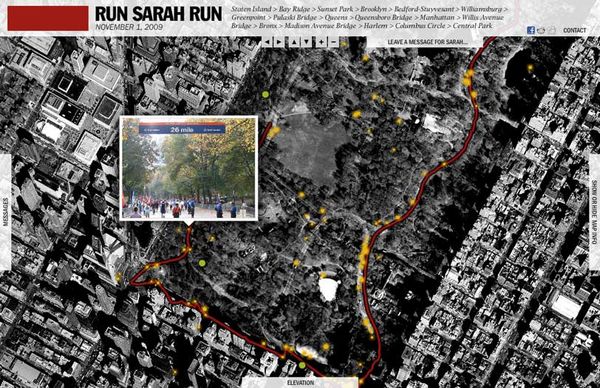 RUN SARAH RUN
NOVEMBER 1, 2009
Staten Island > Bay Ridge > Sunset Park > Brooklyn > Bedford-Stuyvesant > Williamsburg >
Greenpoint > Pulaski Bridge > Queens > Queensboro Bridge > Manhattan > Willis Avenue
Bridge > Bronx > Madison Avenue Bridge > Harlem > Columbus Circle > Central Park
CONTACT
LEAVE A MESSAGE FOR SARAH...
26 mile
MESSAGES
SHOW OR HIDE MAP INFO
ELEVATION